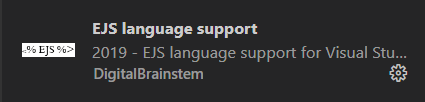 EJS language support
<% EJS %>
2019 - EJS language support for Visual Stu...
DigitalBrainstem